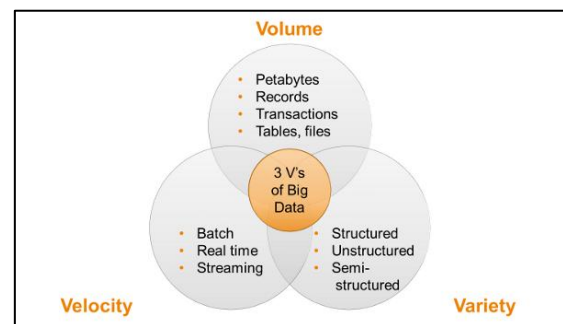 Volume
• Petabytes
• Records
• Transactions
• Tables, files
3 V's
of Big
Data
• Batch
• Real time
• Streaming
• Structured
• Unstructured
• Semi-
structured
Velocity
Variety